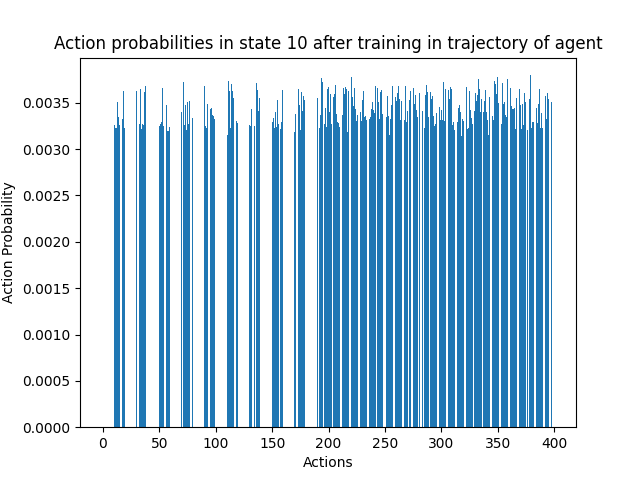 Action probabilities in state 10 after training in trajectory of agent
Action Probability
0.0035
0.0030
0.0025
0.0020
0.0015
0.0010
0.0005
0.0000
0 50 100 150 200 250 300 350 400
Actions